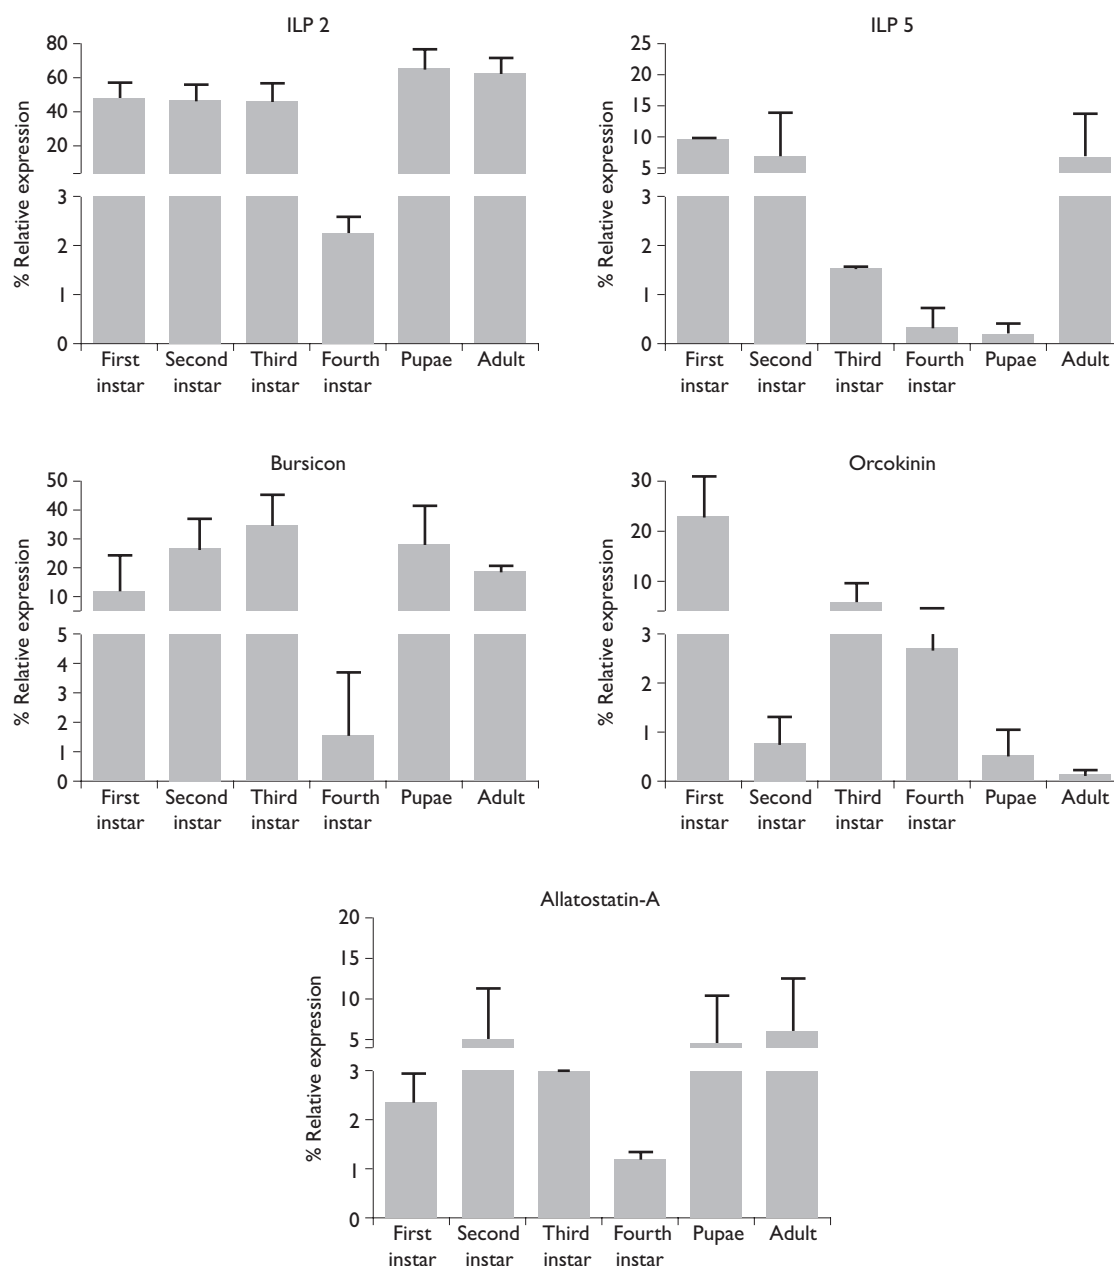 ILP 2
80
60
40
20
3
2
1
0
% Relative expression
% Relative expression
First instar
Second instar
Third instar
Fourth instar
Pupae
Adult
ILP 5
25
20
15
10
5
3
2
1
0
% Relative expression
% Relative expression
First instar
Second instar
Third instar
Fourth instar
Pupae
Adult
Bursicon
50
40
30
20
10
5
4
3
2
1
0
% Relative expression
First instar
Second instar
Third instar
Fourth instar
Pupae
Adult
Orcokinin
30
20
10
3
2
1
0
% Relative expression
First instar
Second instar
Third instar
Fourth instar
Pupae
Adult
Allatostatin-A
20
15
10
5
3
2
1
0
% Relative expression
First instar
Second instar
Third instar
Fourth instar
Pupae
Adult